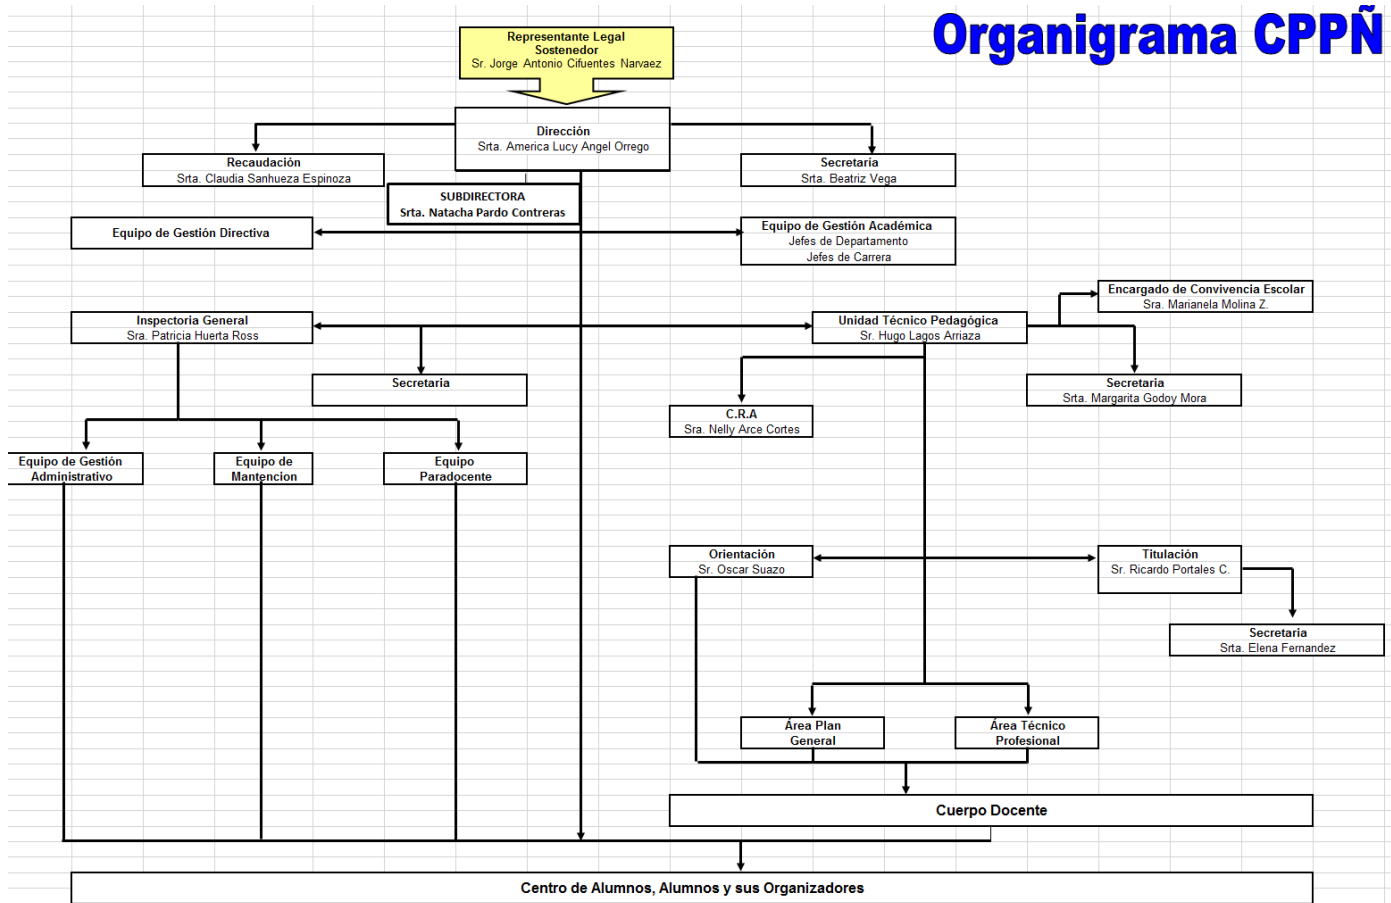 Organigrama CPPÑ
Representante Legal
Sostenedor
Sr. Jorge Antonio Cifuentes Narvaez
Dirección
Srta. America Lucy Angel Orrego
Recaudación
Srta. Claudia Sanhueza Espinoza
Secretaría
Srta. Beatriz Vega
SUBDIRECTORA
Srta. Natacha Pardo Contreras
Equipo de Gestión Directiva
Equipo de Gestión Académica
Jefes de Departamento
Jefes de Carrera
Encargado de Convivencia Escolar
Sra. Marianela Molina Z.
Inspectoria General
Sra. Patricia Huerta Ross
Unidad Técnico Pedagógica
Sr. Hugo Lagos Arriaza
Secretaria
Secretaria
Srta. Margarita Godoy Mora
C.R.A
Sra. Nelly Arce Cortes
Equipo de Gestión
Administrativo
Equipo de
Mantencion
Equipo
Paradocente
Orientación
Sr. Oscar Suazo
Titulación
Sr. Ricardo Portales C.
Secretaria
Srta. Elena Fernandez
Área Plan
General
Área Técnico
Profesional
Cuerpo Docente
Centro de Alumnos, Alumnos y sus Organizadores